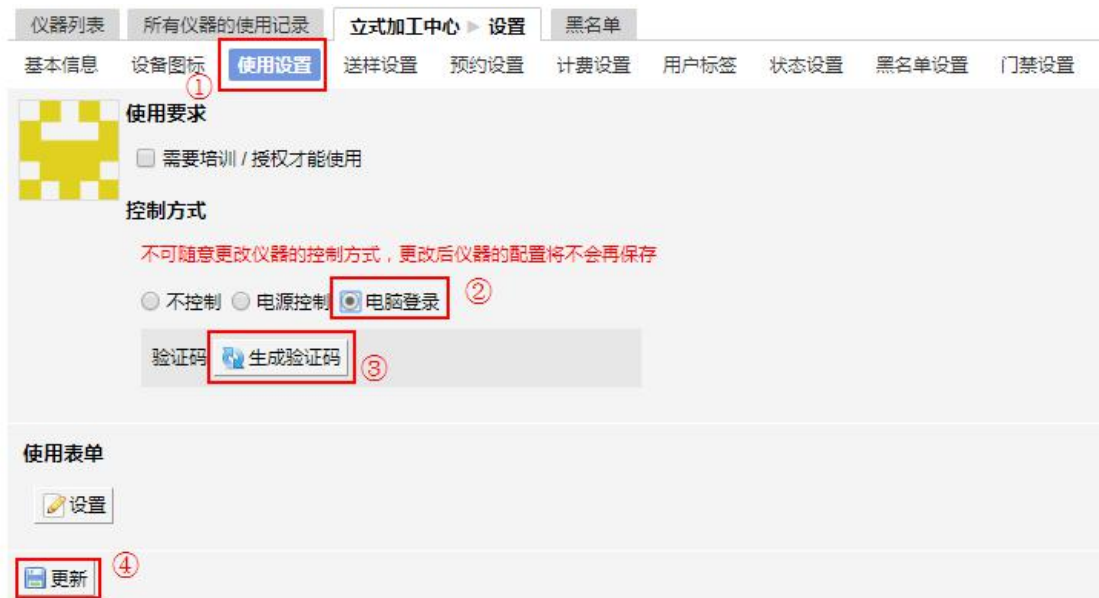 仪器列表 所有仪器的使用记录 立式加工中心 ▶ 设置 黑名单
基本信息 设备图标 使用设置 送样设置 预约设置 计费设置 用户标签 状态设置 黑名单设置 门禁设置
①
使用要求
需要培训 / 授权才能使用
控制方式
不可随意更改仪器的控制方式，更改后仪器的配置将不会再保存
不控制 电源控制 电脑登录 ②
验证码 生成验证码 ③
使用表单
设置
更新 ④